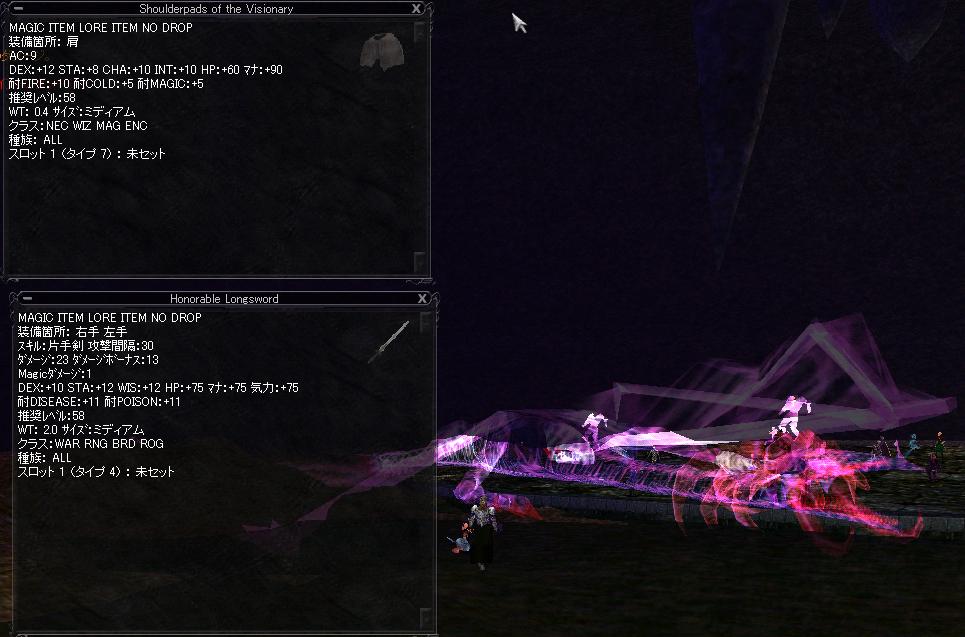 Shoulderpads of the Visionary
MAGIC ITEM LORE ITEM NO DROP
装備箇所: 肩
AC:9
DEX:+12 STA:+8 CHA:+10 INT:+10 HP:+60 マナ:+90
耐FIRE:+10 耐COLD:+5 耐MAGIC:+5
推奨ﾚﾍﾞﾙ:58
WT: 0.4 ｻｲｽﾞ:ミディアム
クラス:NEC WIZ MAG ENC
種族: ALL
スロット 1 (タイプ 7) : 未セット
Honorable Longsword
MAGIC ITEM LORE ITEM NO DROP
装備箇所: 右手 左手
ｽｷﾙ:片手剣 攻撃間隔:30
ﾀﾞﾒｰｼﾞ:23 ﾀﾞﾒｰｼﾞﾎﾞｰﾅｽ:13
Magicﾀﾞﾒｰｼﾞ:1
DEX:+10 STA:+12 WIS:+12 HP:+75 マナ:+75 気力:+75
耐DISEASE:+11 耐POISON:+11
推奨ﾚﾍﾞﾙ:58
WT: 2.0 ｻｲｽﾞ:ミディアム
クラス:WAR RNG BRD ROG
種族: ALL
スロット 1 (タイプ 4) : 未セット